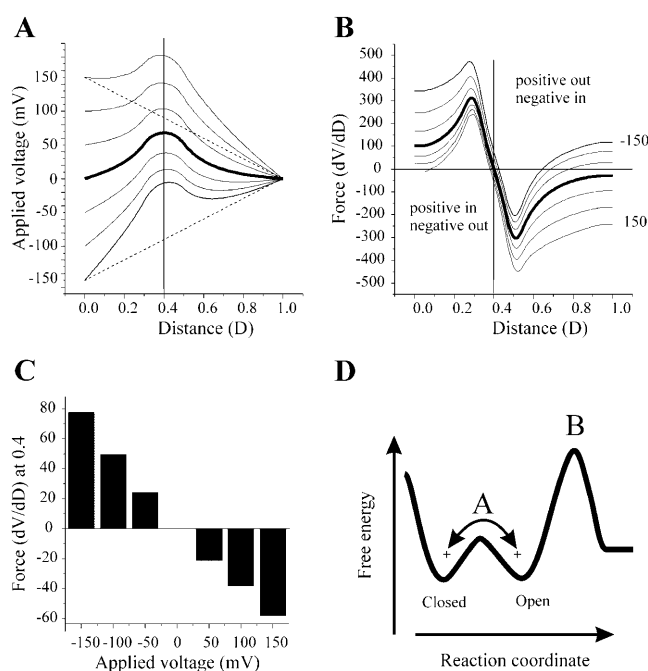 A
Applied voltage (mV)
150
100
50
0
-50
-100
-150
0.0 0.2 0.4 0.6 0.8 1.0
Distance (D)
B
Force (dV/dD)
500
400
300
200
100
0
-100
-200
-300
-400
-500
positive out
negative in
-150
positive in
negative out
150
0.0 0.2 0.4 0.6 0.8 1.0
Distance (D)
C
Force (dV/dD) at 0.4
80
60
40
20
0
-20
-40
-60
-150 -100 -50 0 50 100 150
Applied voltage (mV)
D
Free energy
B
A
+ +
Closed Open
Reaction coordinate